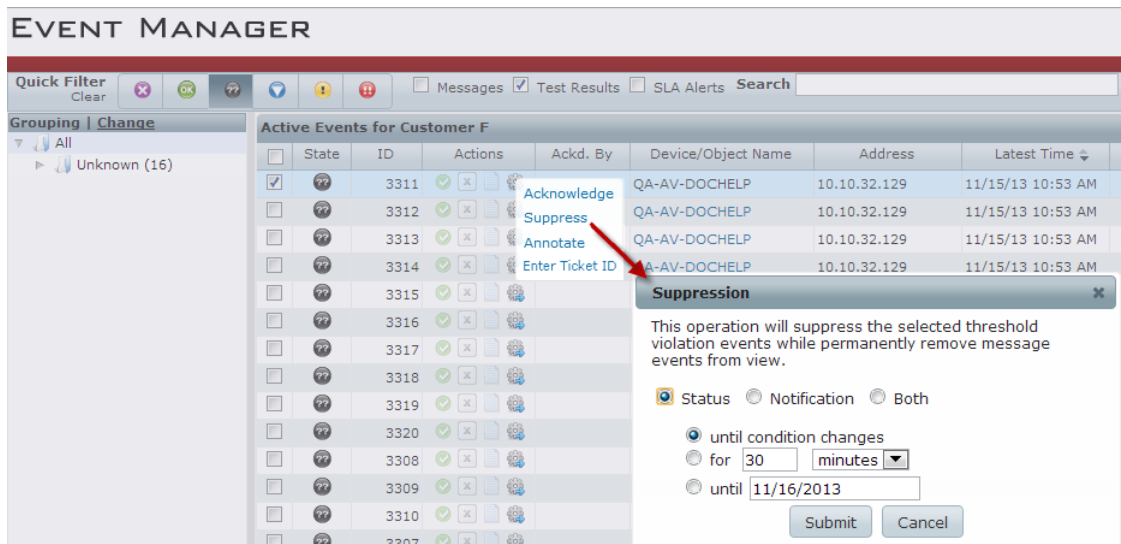 EVENT MANAGER
Quick Filter
Clear
Messages Test Results SLA Alerts Search
Grouping | Change
All
Unknown (16)
Active Events for Customer F
State ID Actions Ackd. By Device/Object Name Address Latest Time
?? 3311 QA-AV-DOCHELP 10.10.32.129 11/15/13 10:53 AM
?? 3312 QA-AV-DOCHELP 10.10.32.129 11/15/13 10:53 AM
?? 3313 QA-AV-DOCHELP 10.10.32.129 11/15/13 10:53 AM
?? 3314 QA-AV-DOCHELP 10.10.32.129 11/15/13 10:53 AM
?? 3315
?? 3316
?? 3317
?? 3318
?? 3319
?? 3320
?? 3308
?? 3309
?? 3310
?? 3307
Acknowledge
Suppress
Annotate
Enter Ticket ID
Suppression
This operation will suppress the selected threshold
violation events while permanently remove message
events from view.
Status Notification Both
until condition changes
for 30 minutes
until 11/16/2013
Submit Cancel